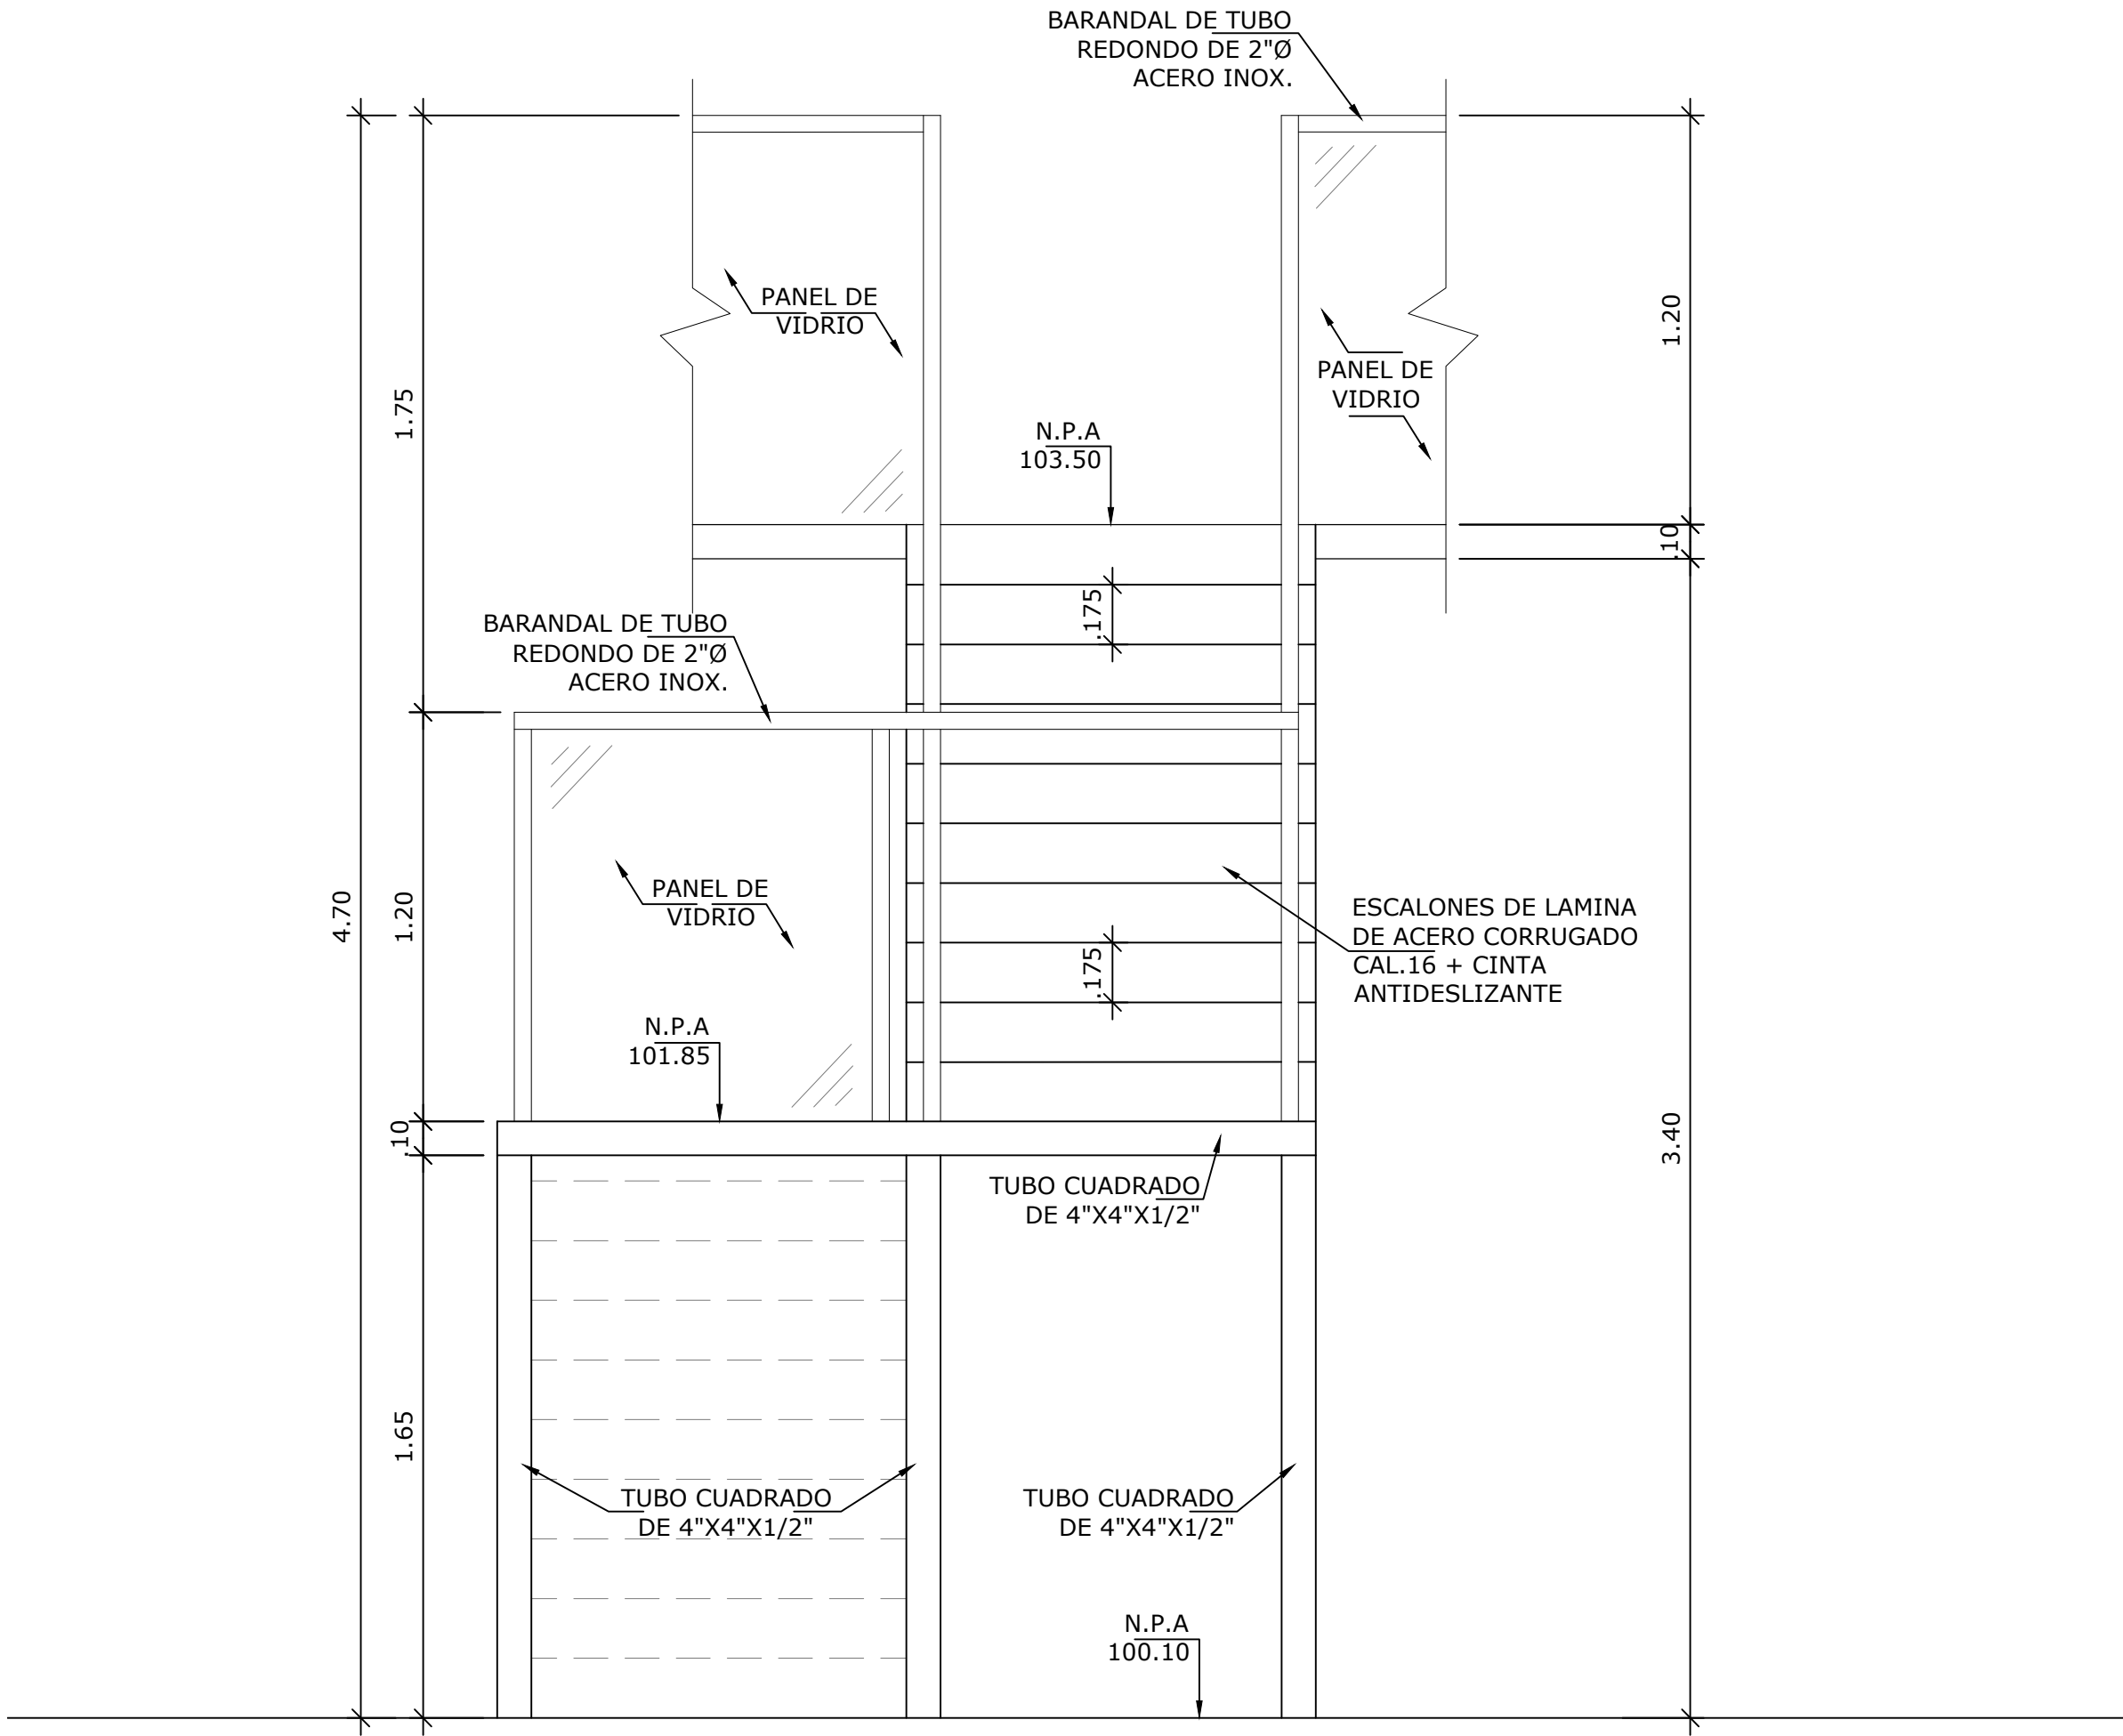 BARANDAL DE TUBO
REDONDO DE 2"Ø
ACERO INOX.
PANEL DE
VIDRIO
1.20
PANEL DE
VIDRIO
1.75
N.P.A
103.50
.10
.175
BARANDAL DE TUBO
REDONDO DE 2"Ø
ACERO INOX.
PANEL DE
VIDRIO
4.70
1.20
ESCALONES DE LAMINA
DE ACERO CORRUGADO
CAL.16 + CINTA
ANTIDESLIZANTE
.175
N.P.A
101.85
.10
3.40
TUBO CUADRADO
DE 4"X4"X1/2"
1.65
TUBO CUADRADO
DE 4"X4"X1/2"
TUBO CUADRADO
DE 4"X4"X1/2"
N.P.A
100.10